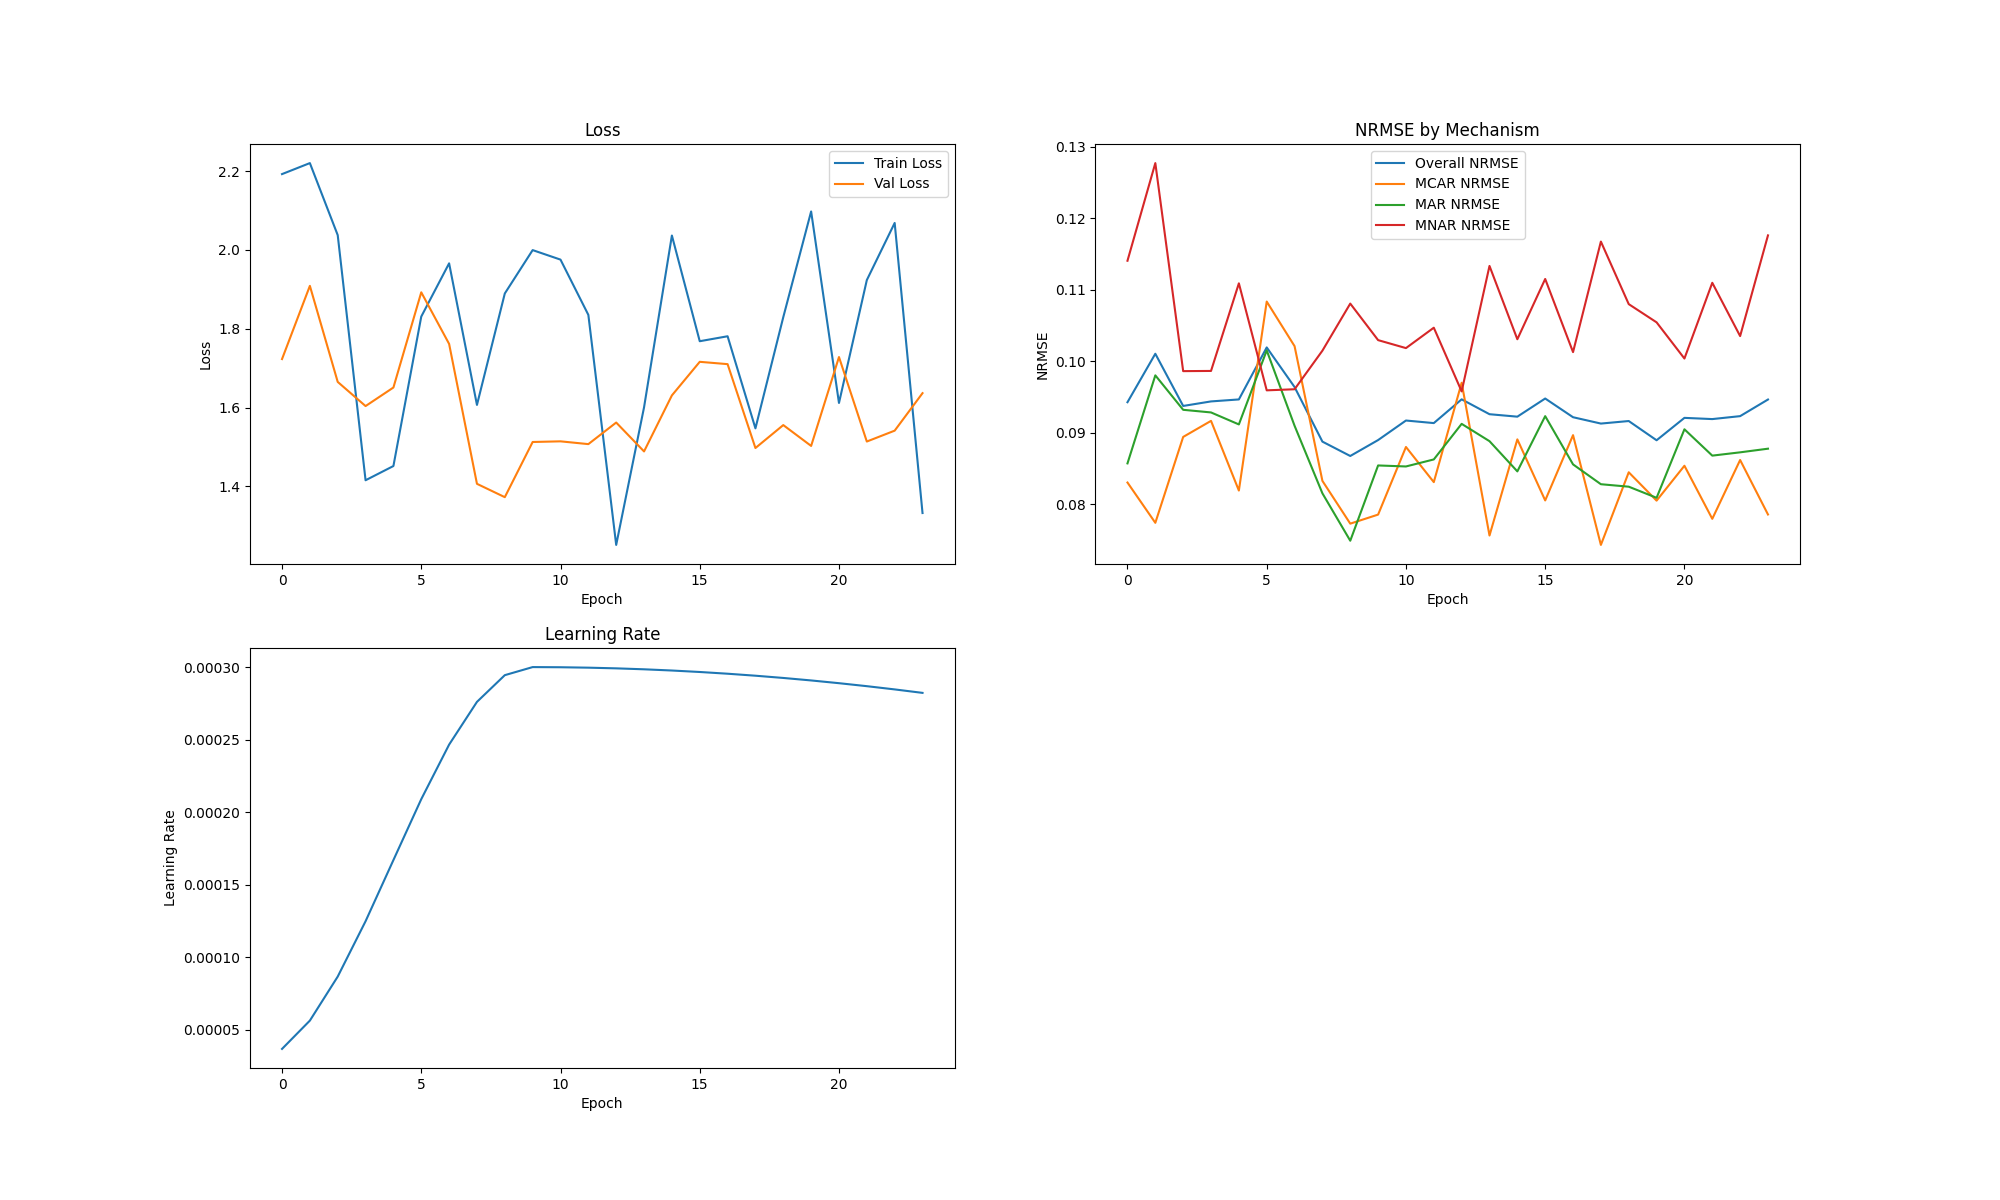 Loss
2.2
2.0
1.8
1.6
1.4
Loss
Train Loss
Val Loss
0
5
10
15
20
Epoch
NRMSE by Mechanism
0.13
0.12
0.11
0.10
0.09
0.08
NRMSE
Overall NRMSE
MCAR NRMSE
MAR NRMSE
MNAR NRMSE
0
5
10
15
20
Epoch
Learning Rate
0.00030
0.00025
0.00020
0.00015
0.00010
0.00005
Learning Rate
0
5
10
15
20
Epoch